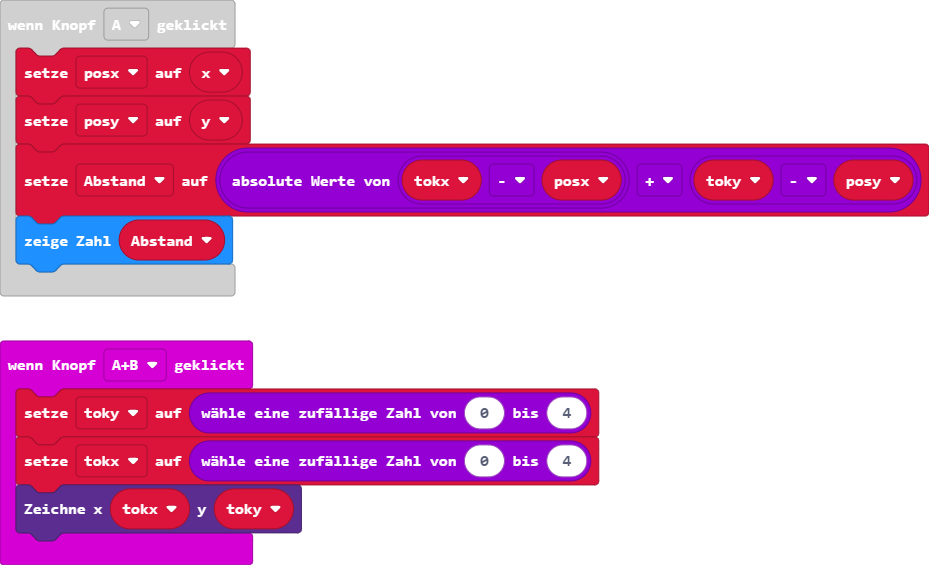 wenn Knopf A geklickt
setze posx auf x
setze posy auf y
setze Abstand auf absolute Werte von tokx - posx + toky - posy
zeige Zahl Abstand
wenn Knopf A+B geklickt
setze toky auf wähle eine zufällige Zahl von 0 bis 4
setze tokx auf wähle eine zufällige Zahl von 0 bis 4
Zeichne x tokx y toky